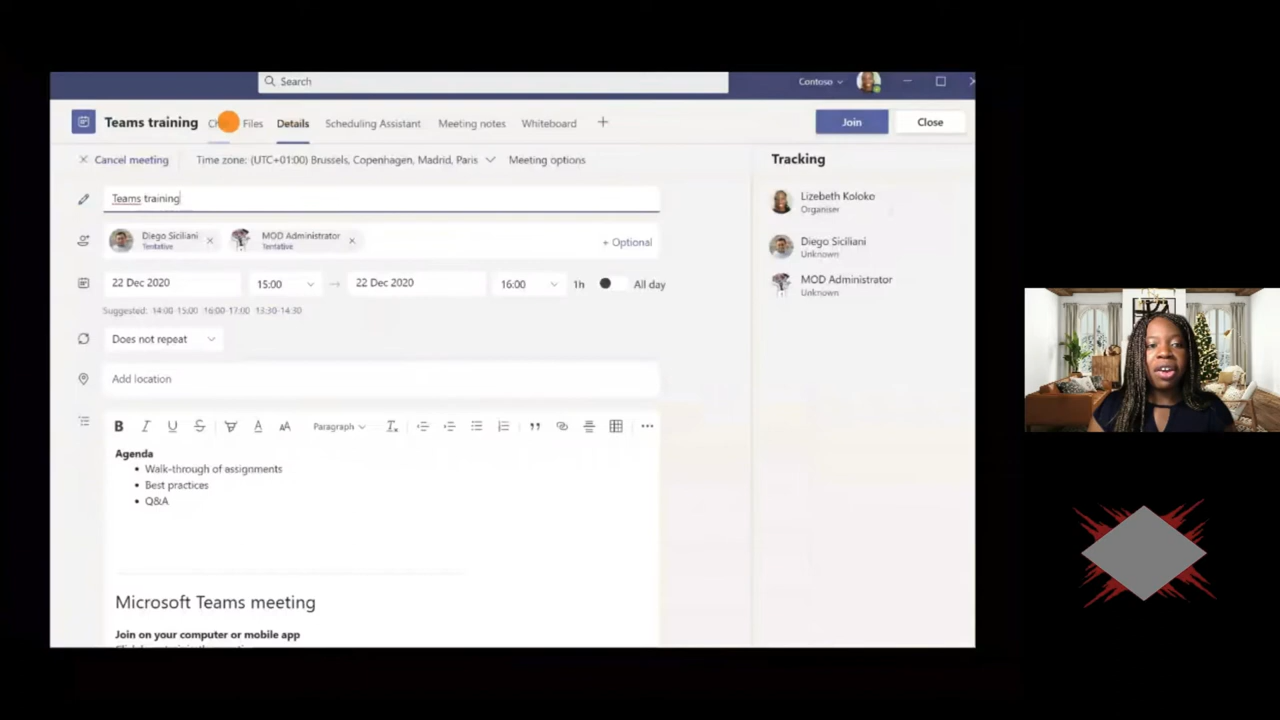 Search
Contoso
Teams training
Files
Details
Scheduling Assistant
Meeting notes
Whiteboard
Join
Close
Cancel meeting
Time zone: (UTC+01:00) Brussels, Copenhagen, Madrid, Paris
Meeting options
Tracking
Teams training
Lizebeth Koloko
Organiser
Diego Siciliani
Tentative
MOD Administrator
Tentative
+ Optional
Diego Siciliani
Unknown
22 Dec 2020
15:00
22 Dec 2020
16:00
1h
All day
MOD Administrator
Unknown
Suggested: 14:00-15:00 16:00-17:00 13:30-14:30
Does not repeat
Add location
B I U S A AA Paragraph
Agenda
• Walk-through of assignments
• Best practices
• Q&A
Microsoft Teams meeting
Join on your computer or mobile app